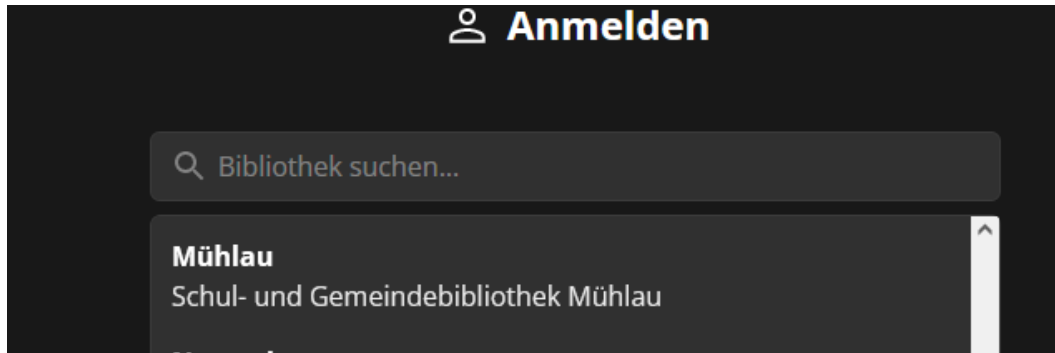 Anmelden
Bibliothek suchen...
Mühlau
Schul- und Gemeindebibliothek Mühlau